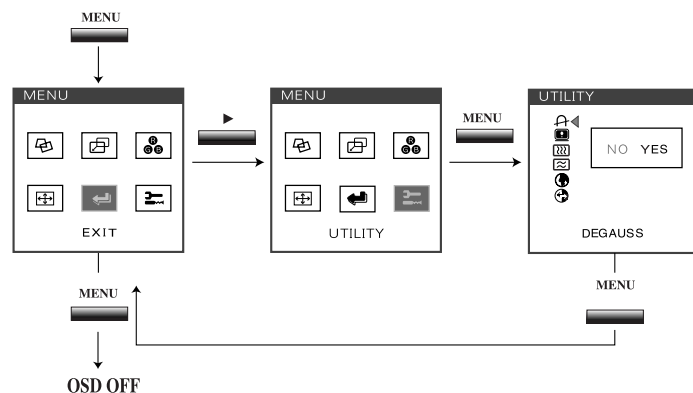 MENU
MENU
R
G B
EXIT
MENU
OSD OFF
►
MENU
R
G B
UTILITY
MENU
UTILITY
NO YES
DEGAUSS
MENU